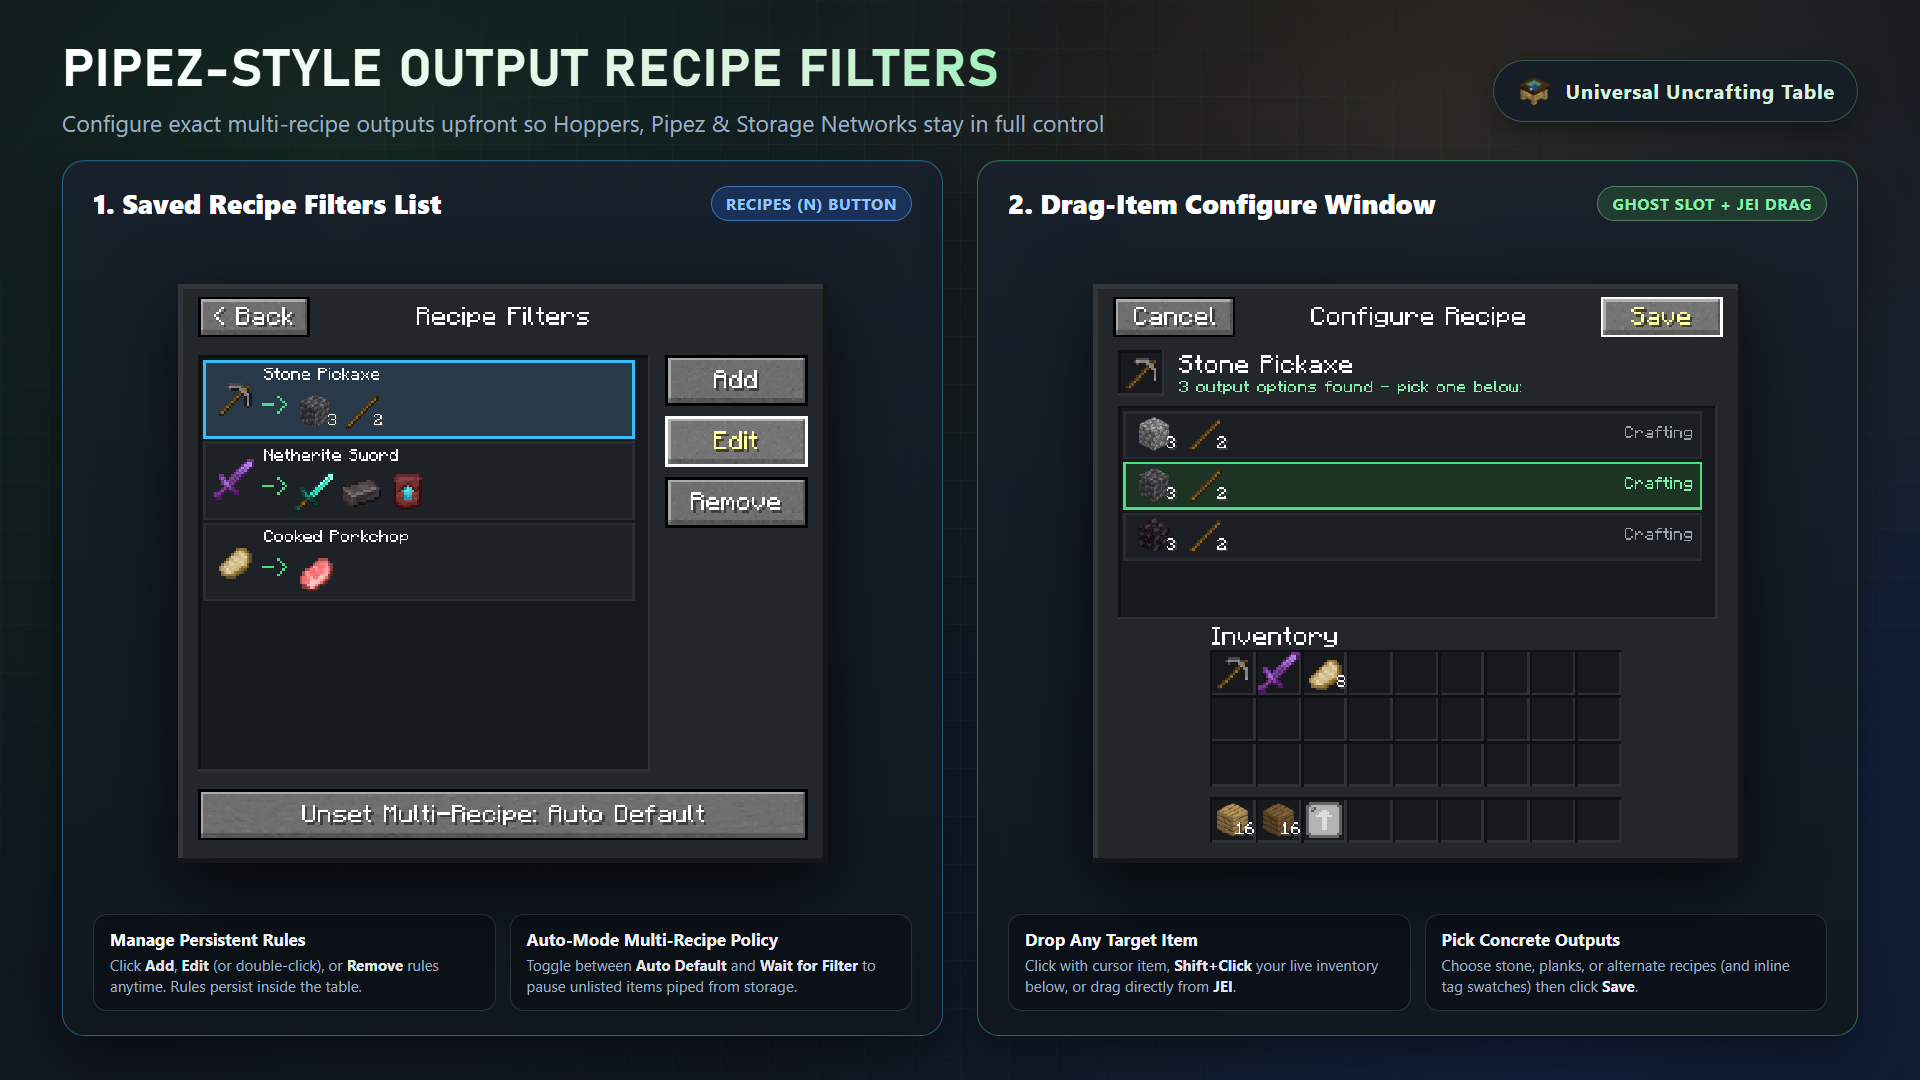 PIPEZ-STYLE OUTPUT RECIPE FILTERS
Configure exact multi-recipe outputs upfront so Hoppers, Pipez & Storage Networks stay in full control
Universal Uncrafting Table
1. Saved Recipe Filters List
RECIPES (N) BUTTON
< Back
Recipe Filters
Stone Pickaxe
->
3
2
Netherite Sword
->
Cooked Porkchop
->
Add
Edit
Remove
Unset Multi-Recipe: Auto Default
Manage Persistent Rules
Click Add, Edit (or double-click), or Remove rules
anytime. Rules persist inside the table.
Auto-Mode Multi-Recipe Policy
Toggle between Auto Default and Wait for Filter to
pause unlisted items piped from storage.
2. Drag-Item Configure Window
GHOST SLOT + JEI DRAG
Cancel
Configure Recipe
Save
Stone Pickaxe
3 output options found - pick one below:
3 2 Crafting
3 2 Crafting
3 2 Crafting
Inventory
8
16 16
Drop Any Target Item
Click with cursor item, Shift+Click your live inventory
below, or drag directly from JEI.
Pick Concrete Outputs
Choose stone, planks, or alternate recipes (and inline
tag swatches) then click Save.